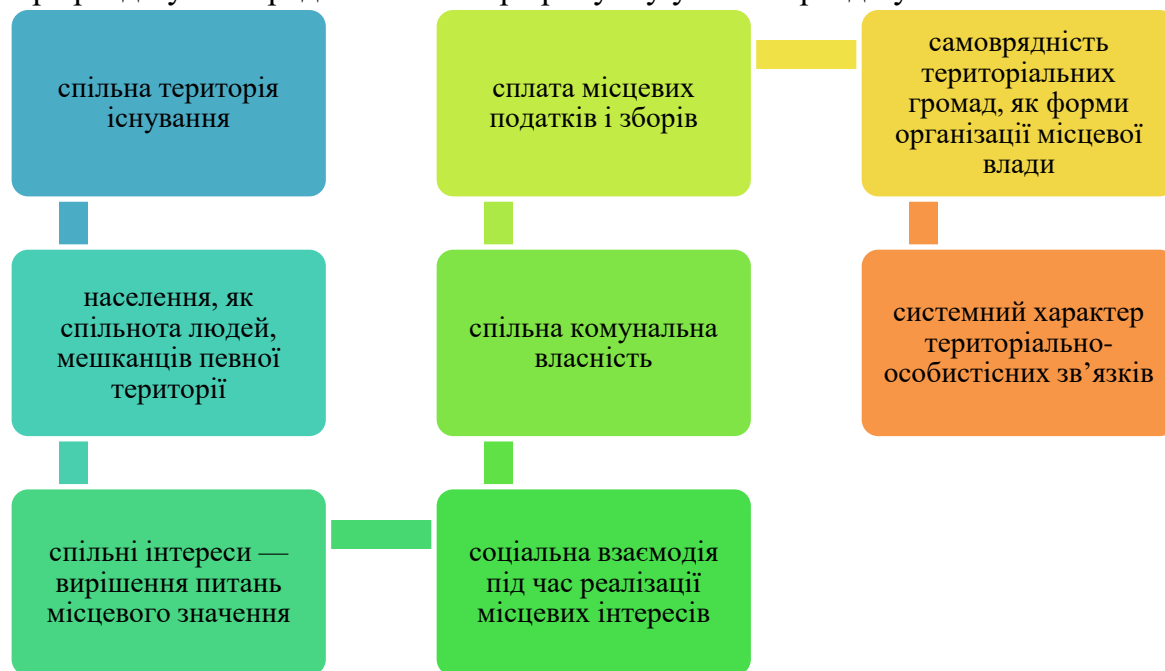 спільна територія
існування
населення, як
спільнота людей,
мешканців певної
території
спільні інтереси —
вирішення питань
місцевого значення
соціальна взаємодія
під час реалізації
місцевих інтересів
спільна комунальна
власність
сплата місцевих
податків і зборів
самоврядність
територіальних
громад, як форми
організації місцевої
влади
системний характер
територіально-
особистісних зв’язків